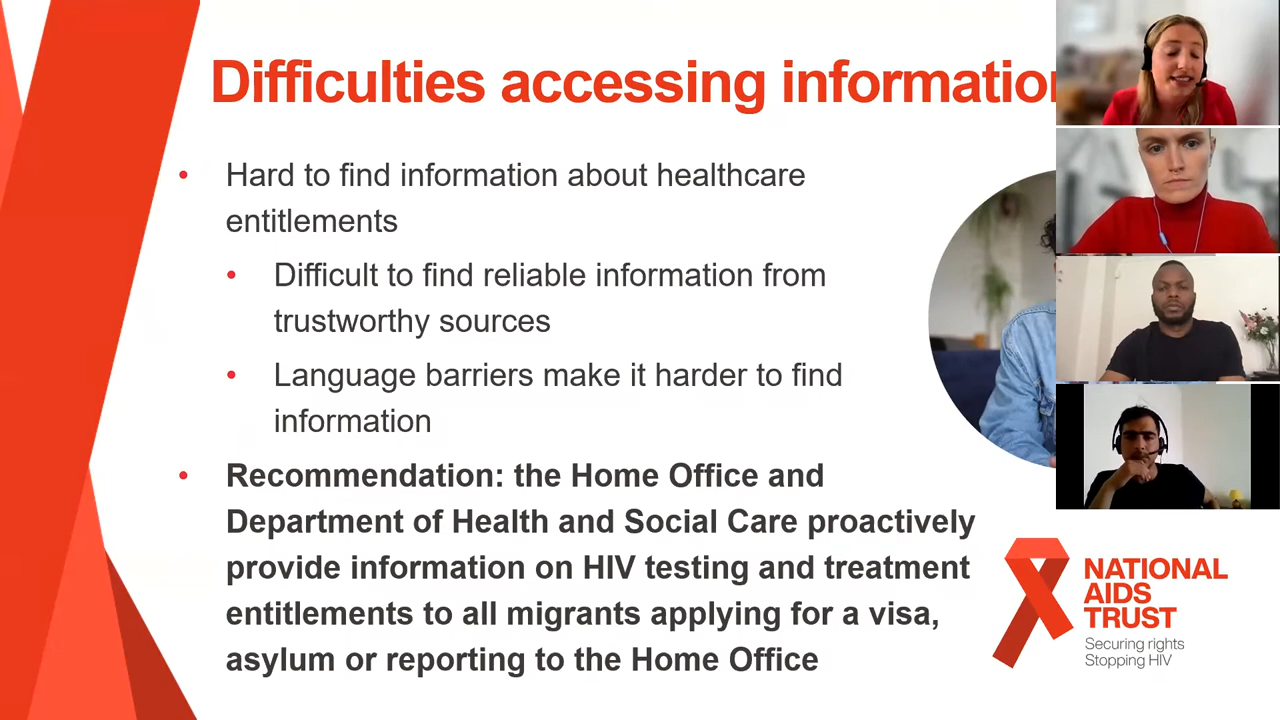 Difficulties accessing informatio
• Hard to find information about healthcare
entitlements
• Difficult to find reliable information from
trustworthy sources
• Language barriers make it harder to find
information
• Recommendation: the Home Office and
Department of Health and Social Care proactively
provide information on HIV testing and treatment
entitlements to all migrants applying for a visa,
asylum or reporting to the Home Office
NATIONAL
AIDS
TRUST
Securing rights
Stopping HIV